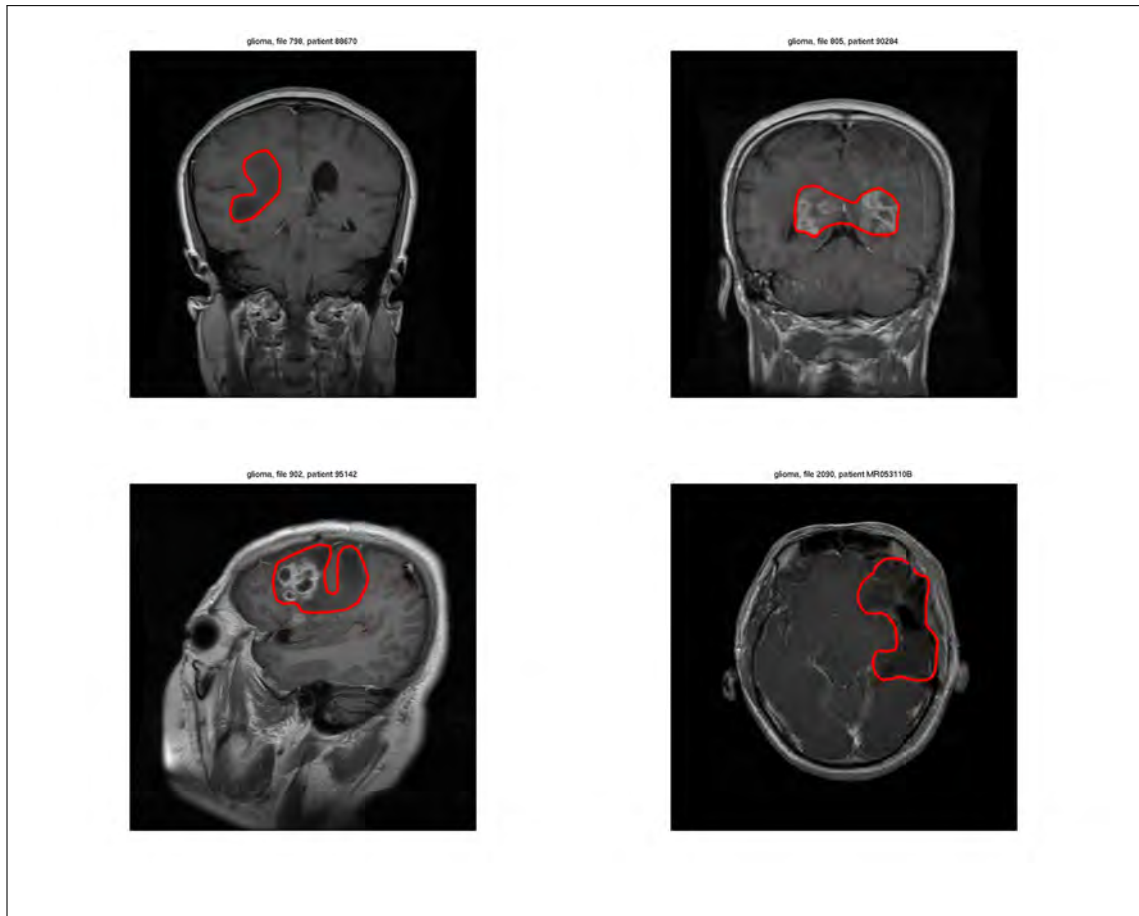 glioma, file 798, patient 88670
glioma, file 805, patient 90284
glioma, file 902, patient 95142
glioma, file 2090, patient MR053110B